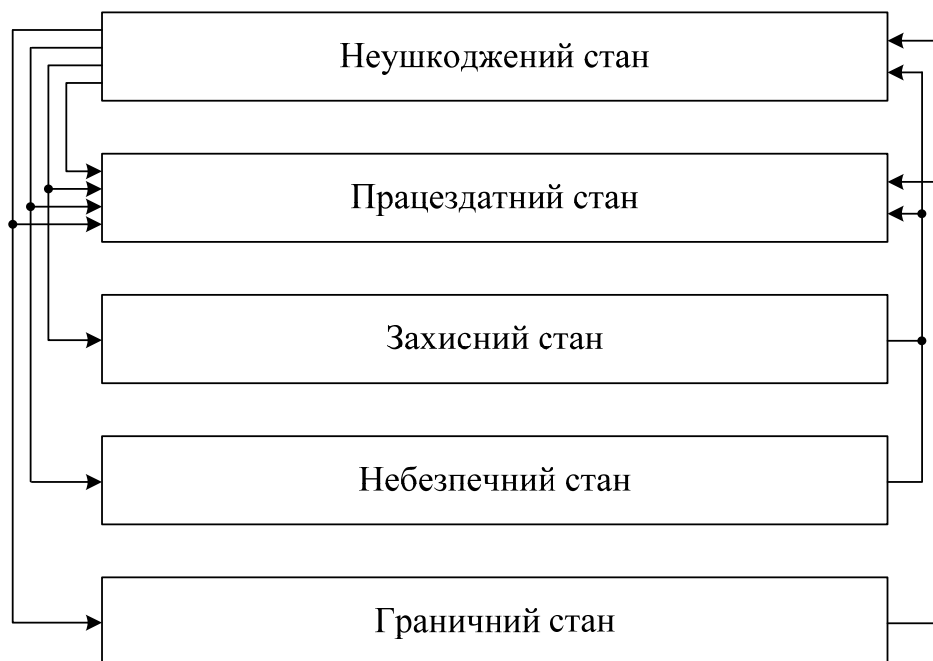 Неушкоджений стан
Працездатний стан
Захисний стан
Небезпечний стан
Граничний стан